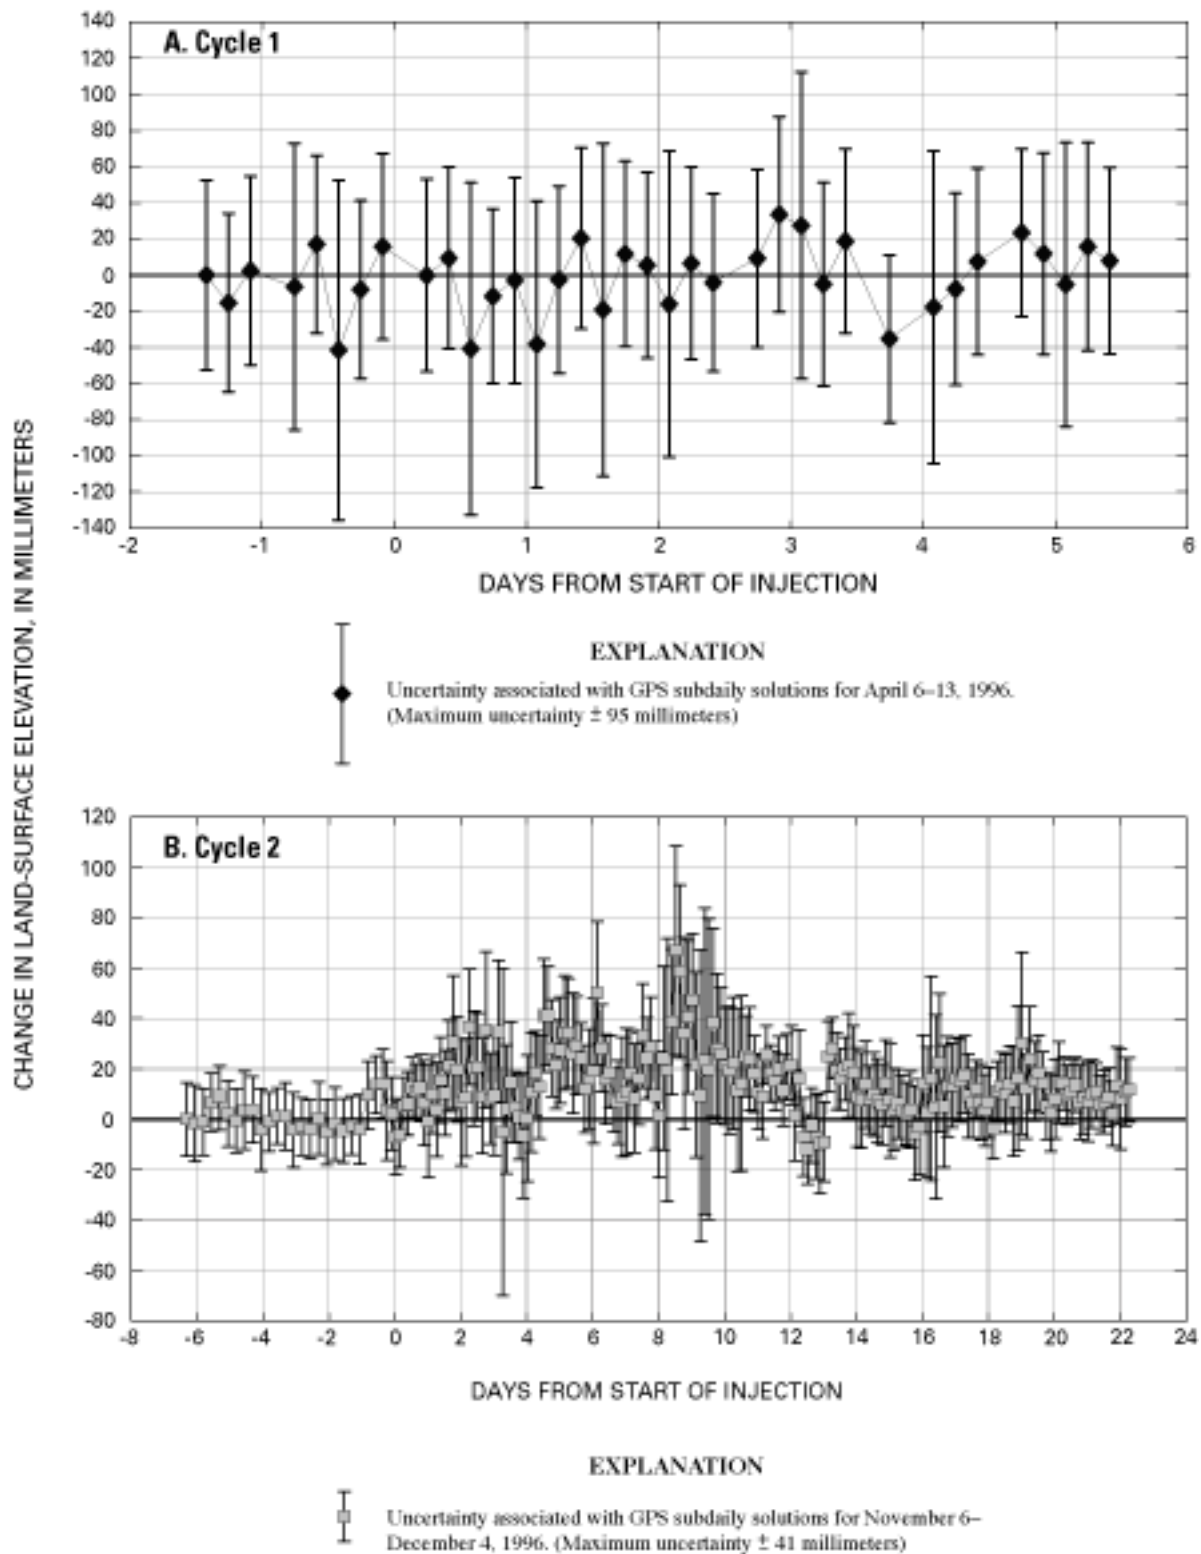 CHANGE IN LAND-SURFACE ELEVATION, IN MILLIMETERS
A. Cycle 1
140
120
100
80
60
40
20
0
-20
-40
-60
-80
-100
-120
-140
-2 -1 0 1 2 3 4 5 6
DAYS FROM START OF INJECTION
EXPLANATION
Uncertainty associated with GPS subdaily solutions for April 6–13, 1996.
(Maximum uncertainty ± 95 millimeters)
B. Cycle 2
120
100
80
60
40
20
0
-20
-40
-60
-80
-8 -6 -4 -2 0 2 4 6 8 10 12 14 16 18 20 22 24
DAYS FROM START OF INJECTION
EXPLANATION
Uncertainty associated with GPS subdaily solutions for November 6–
December 4, 1996. (Maximum uncertainty ± 41 millimeters)